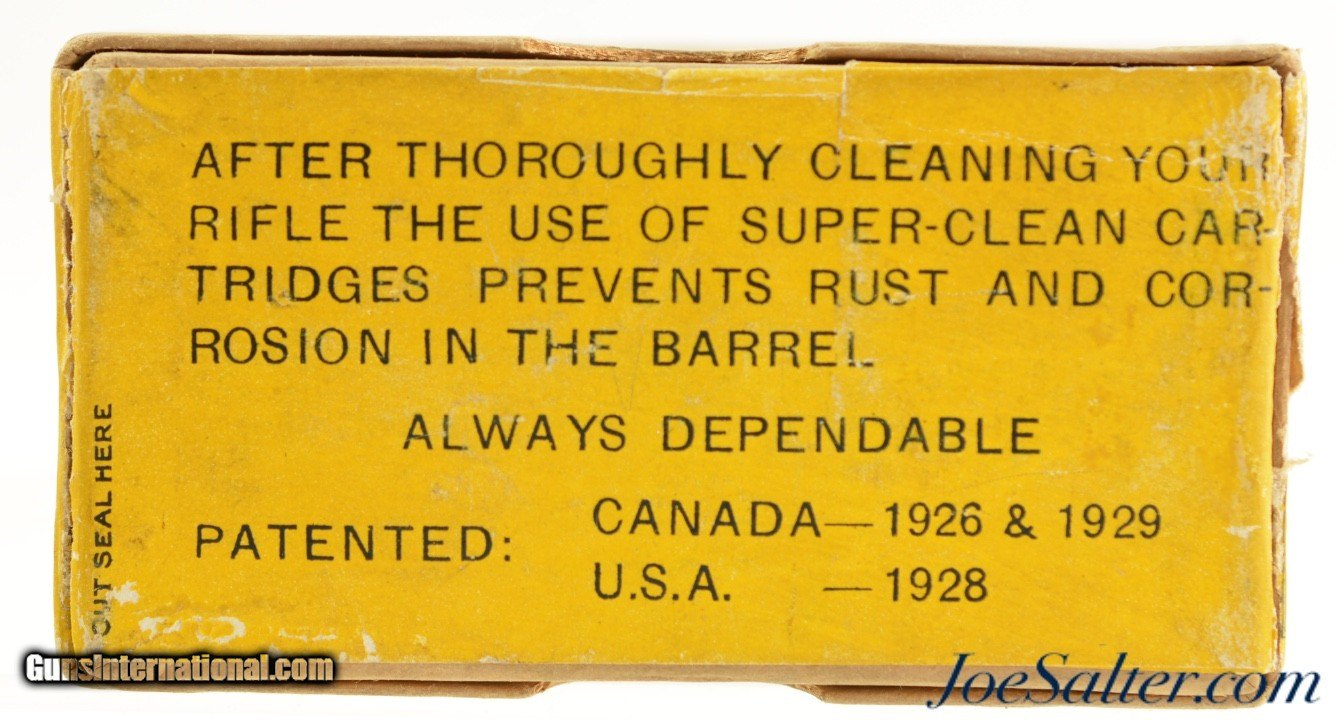 AFTER THOROUGHLY CLEANING YOUR
RIFLE THE USE OF SUPER-CLEAN CAR-
TRIDGES PREVENTS RUST AND COR-
ROSION IN THE BARREL
ALWAYS DEPENDABLE
PATENTED:
CANADA—1926 & 1929
U.S.A. —1928
SEAL HERE
GunsInternational.com
JoeSalter.com